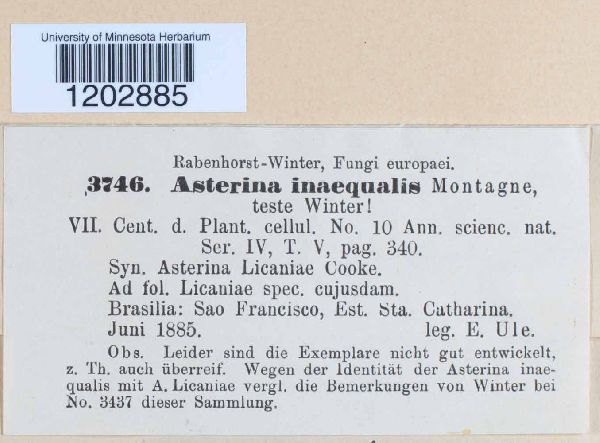 University of Minnesota Herbarium
1202885
Rabenhorst-Winter, Fungi europaei.
3746. Asterina inaequalis Montagne,
teste Winter!
VII. Cent. d. Plant. cellul. No. 10 Ann. scienc. nat.
Ser. IV, T. V, pag. 340.
Syn. Asterina Licaniae Cooke.
Ad fol. Licaniae spec. cujusdam.
Brasilia: Sao Francisco, Est. Sta. Catharina.
Juni 1885. leg. E. Ule.
Obs. Leider sind die Exemplare nicht gut entwickelt,
z. Th. auch überreif. Wegen der Identität der Asterina inae-
qualis mit A. Licaniae vergl. die Bemerkungen von Winter bei
No. 3437 dieser Sammlung.